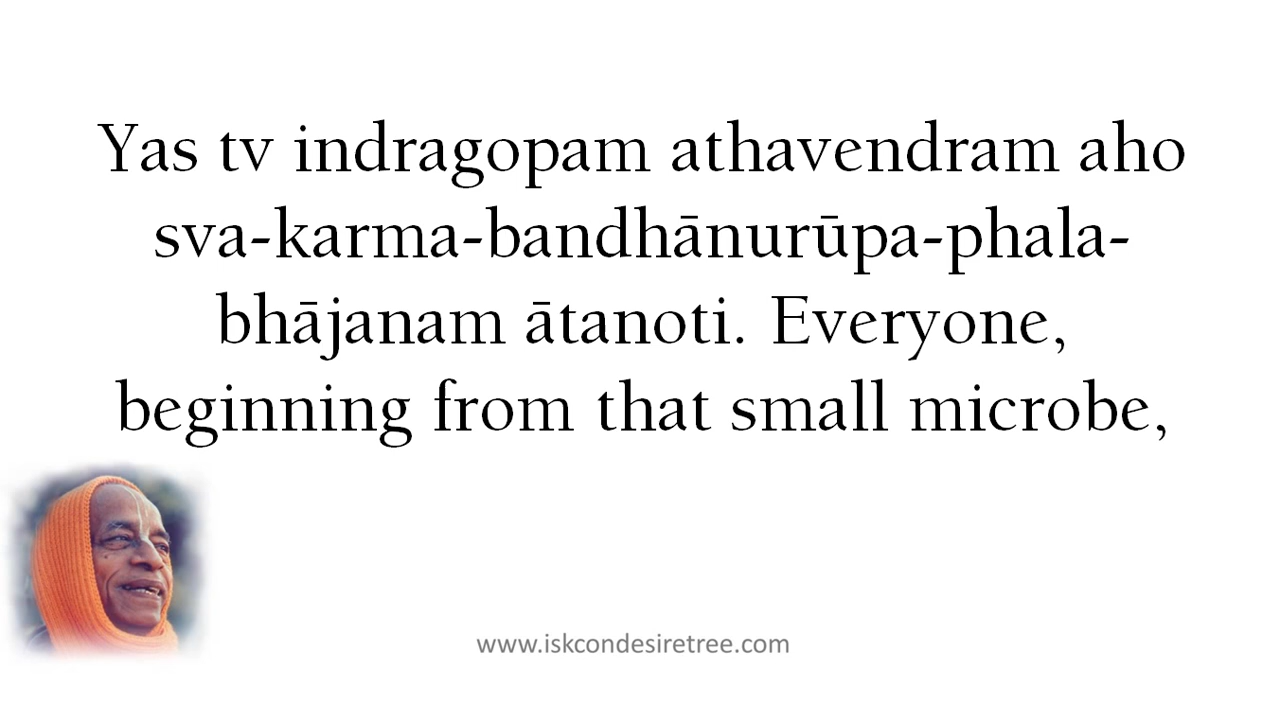 Yas tv indragopam athavendram aho
sva-karma-bandhānurūpa-phala-
bhājanam ātanoti. Everyone,
beginning from that small microbe,
www.iskcondesiretree.com